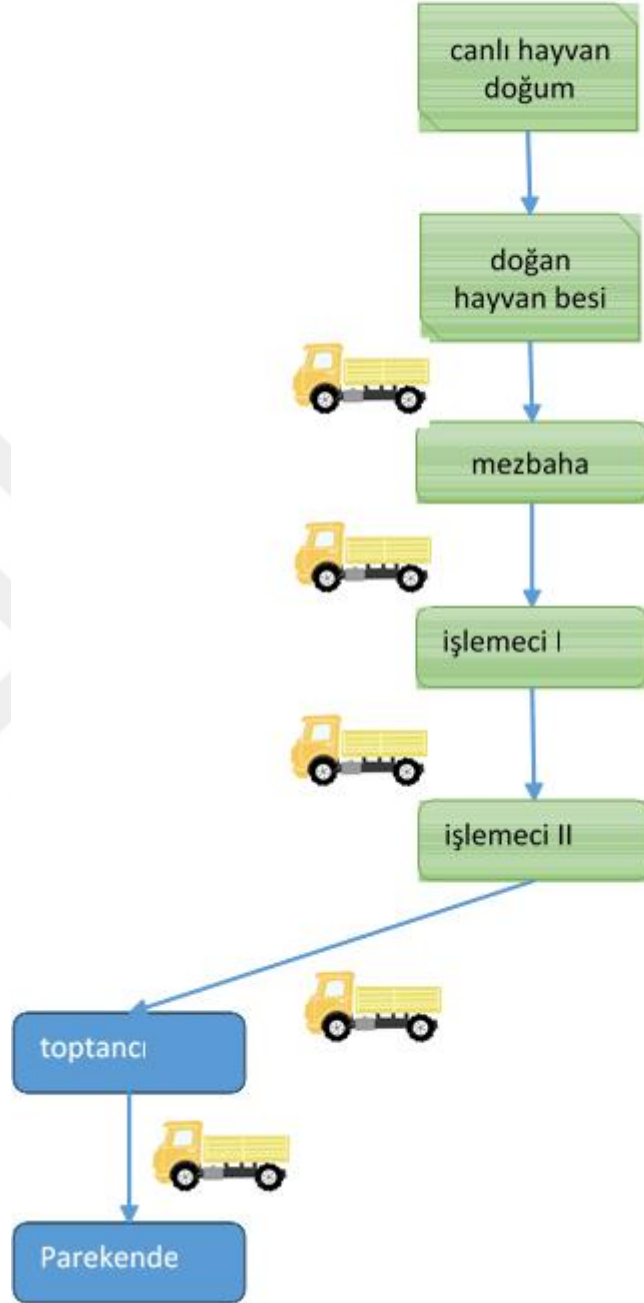 canlı hayvan
doğum
doğan
hayvan besi
mezbaha
işlemeci I
işlemeci II
toptancı
Parekende